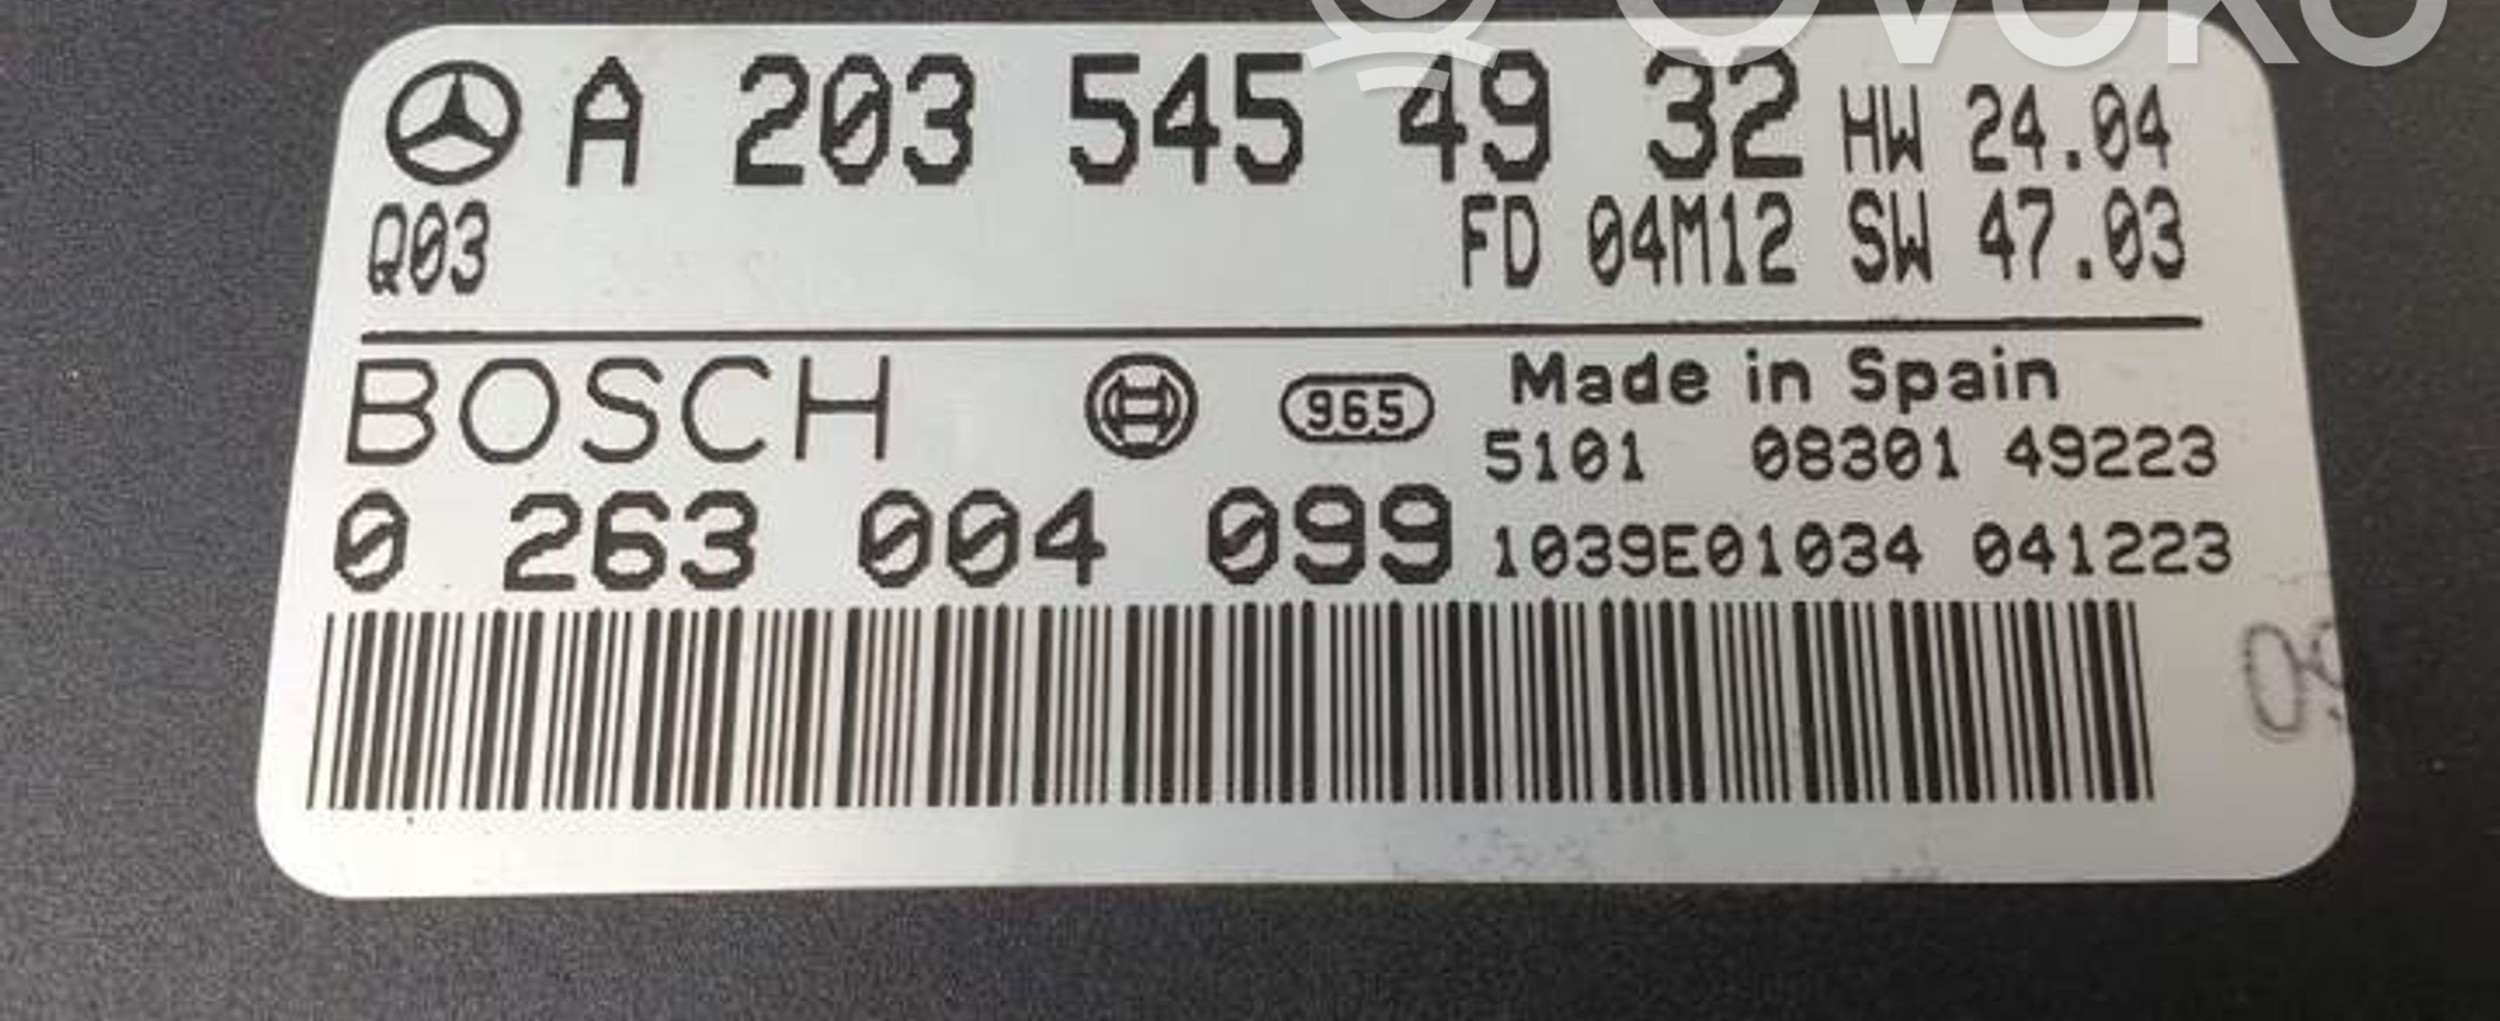 OVOKO
A 203 545 49 32 HW 24.04
Q03 FD 04M12 SW 47.03
BOSCH 965 Made in Spain
5101 08301 49223
0 263 004 099 1039E01034 041223